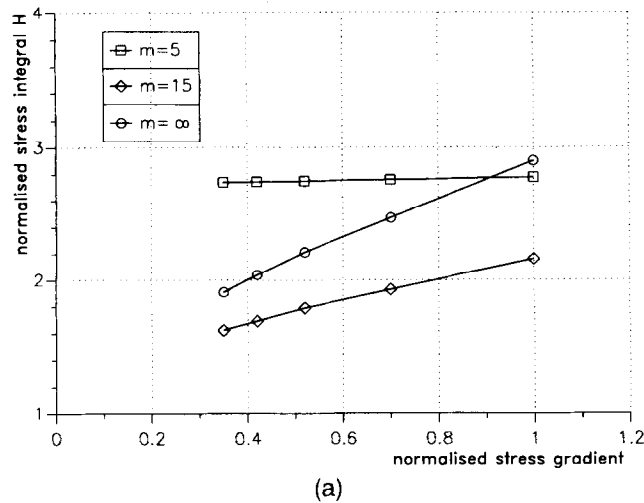 normalised stress integral H
4
3
2
1
m=5
m=15
m=∞
0
0.2
0.4
0.6
0.8
1
1.2
normalised stress gradient
(a)